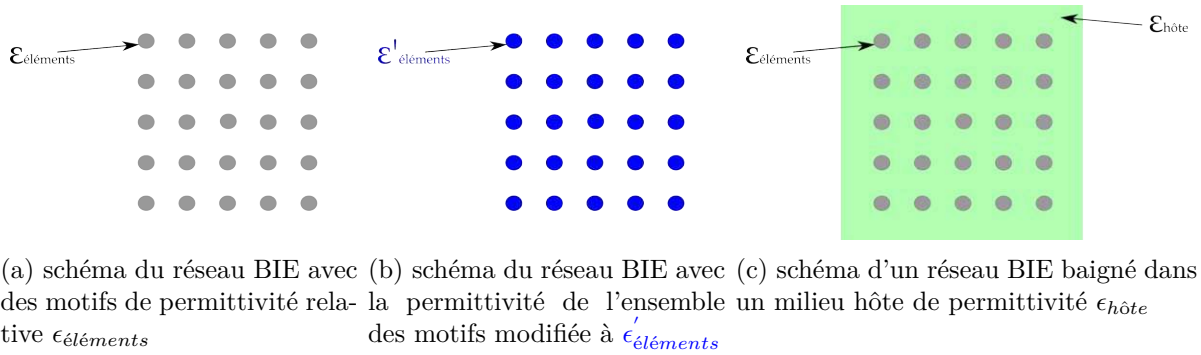 εéléments
ε'éléments
εéléments
εhôte
(a) schéma du réseau BIE avec
des motifs de permittivité rela-
tive ϵéléments
(b) schéma du réseau BIE avec
la permittivité de l'ensemble
des motifs modifiée à ϵ'éléments
(c) schéma d'un réseau BIE baigné dans
un milieu hôte de permittivité ϵhôte